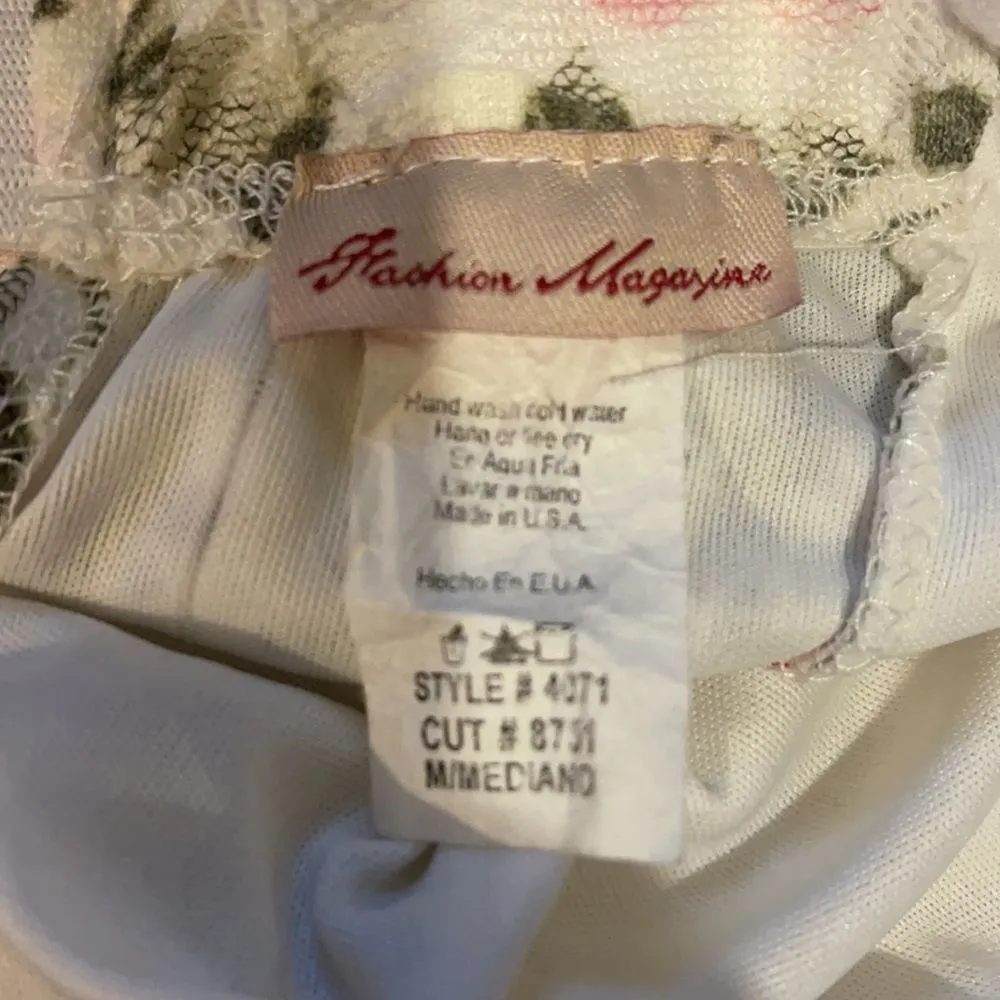 Fashion Magazine
Hand wash cold water
Hang or line dry
En Agua Fria
Lavar a mano
Made in U.S.A.
Hecho En E.U.A
STYLE # 4071
CUT # 8731
M/MEDIANO